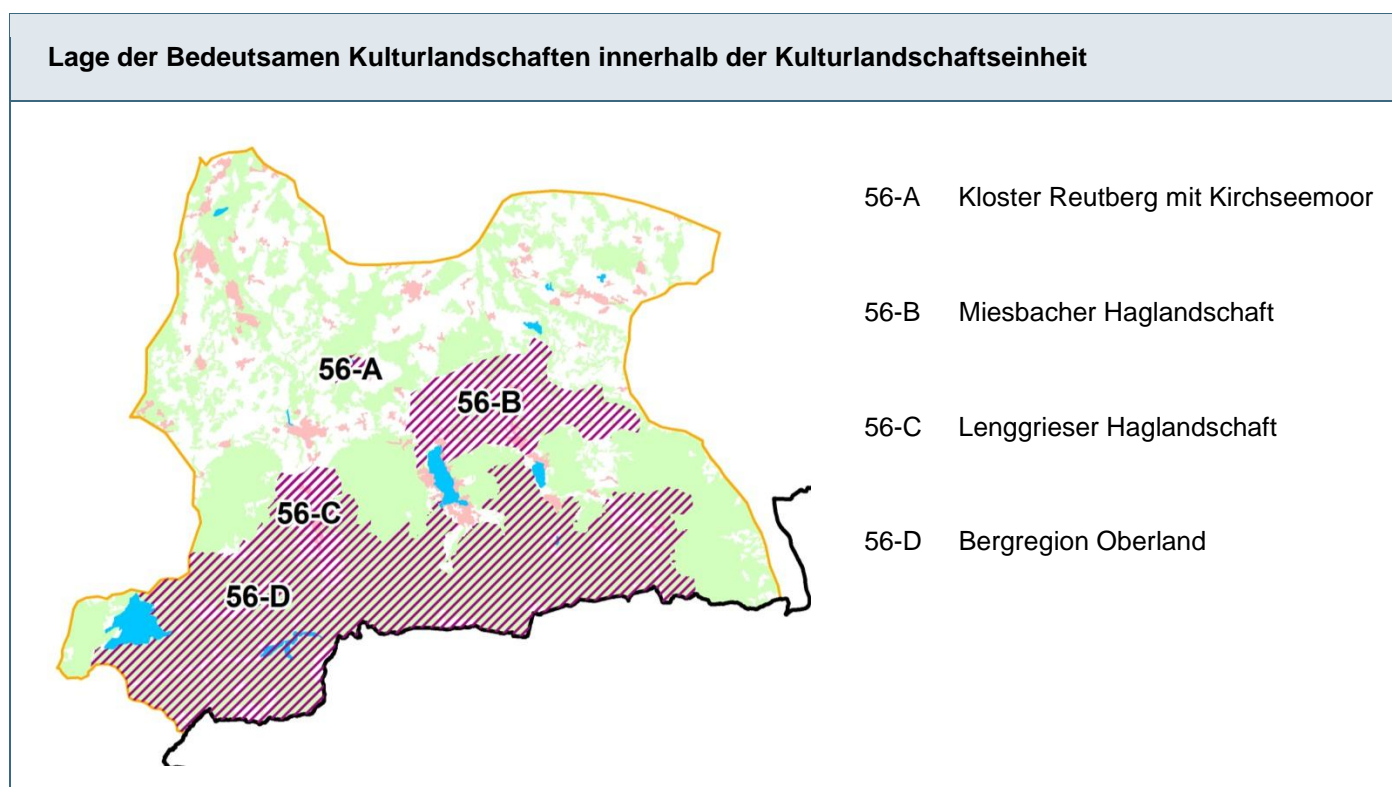 Lage der Bedeutsamen Kulturlandschaften innerhalb der Kulturlandschaftseinheit
56-A
56-B
56-C
56-D
56-A Kloster Reutberg mit Kirchseemoor
56-B Miesbacher Haglandschaft
56-C Lenggrieser Haglandschaft
56-D Bergregion Oberland